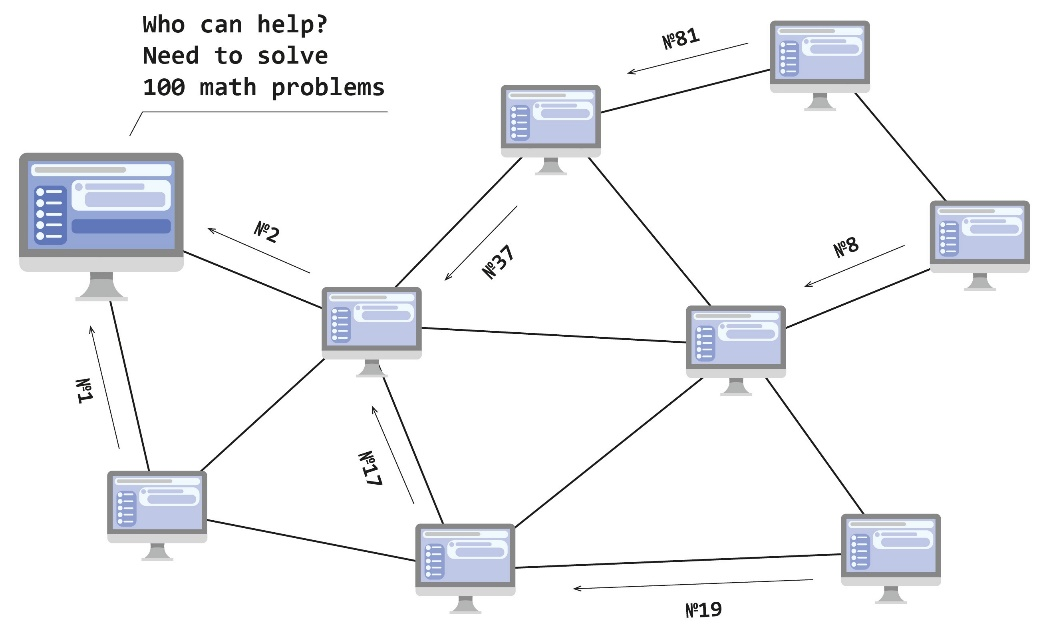 Who can help?
Need to solve
100 math problems
№81
№2
№37
№8
№1
№17
№19